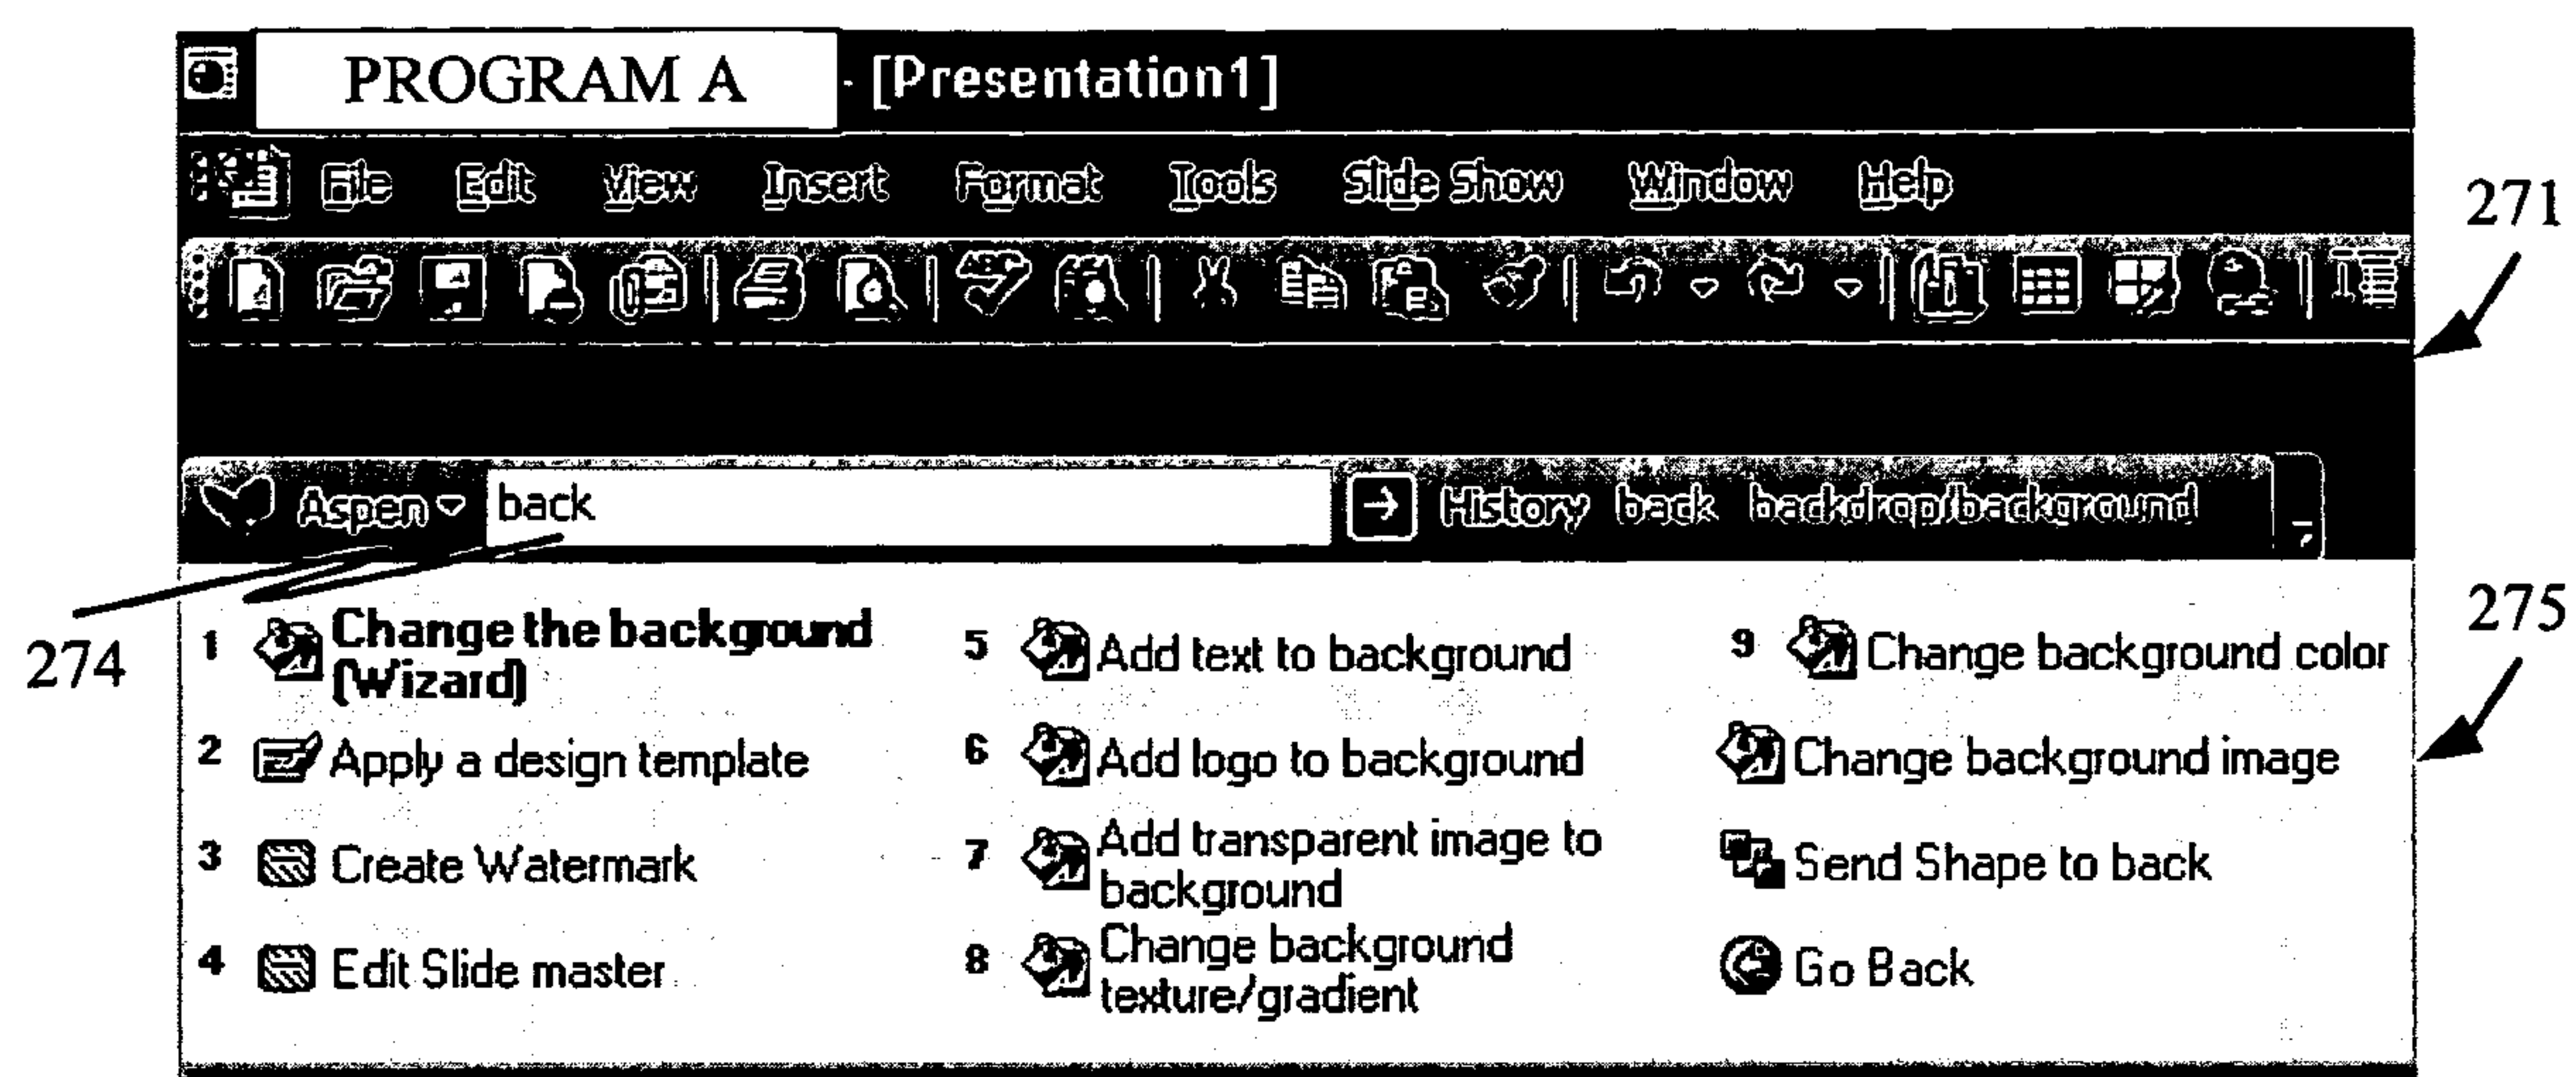 PROGRAM A - [Presentation1]
File Edit View Insert Format Tools Slide Show Window Help
271
ABC
Aspen back History back backdrop/background
274
275
1 Change the background
(Wizard)
2 Apply a design template
3 Create Watermark
4 Edit Slide master
5 Add text to background
6 Add logo to background
7 Add transparent image to
background
8 Change background
texture/gradient
9 Change background color
Change background image
Send Shape to back
Go Back